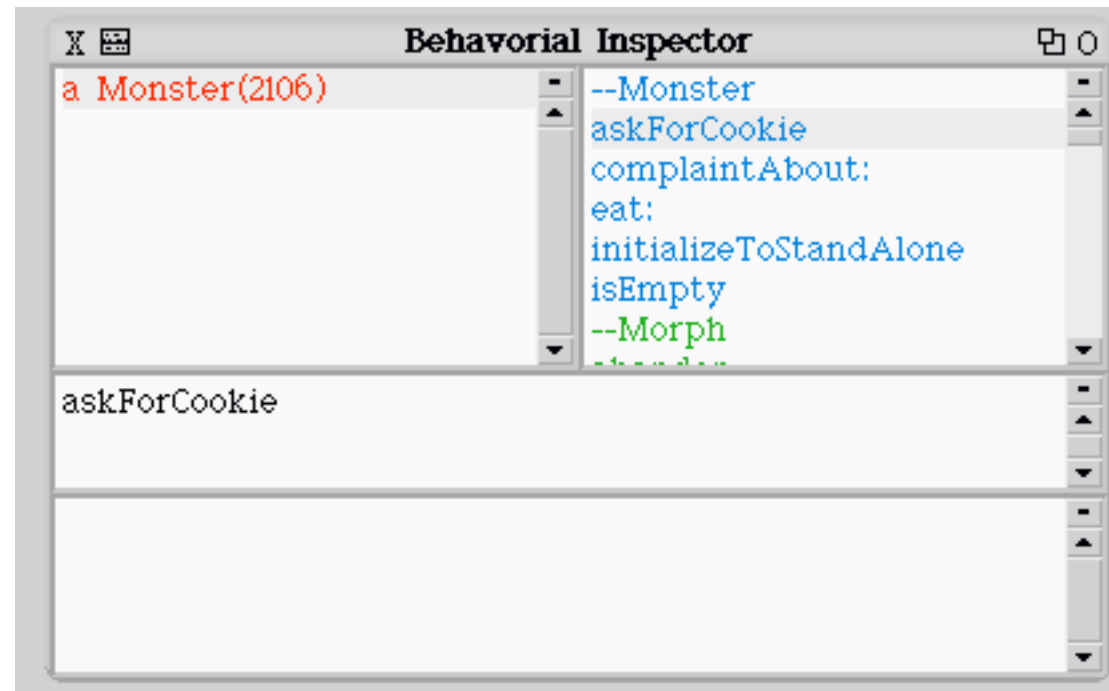 X Behavorial Inspector O
a Monster(2106)
--Monster
askForCookie
complaintAbout:
eat:
initializeToStandAlone
isEmpty
--Morph
askForCookie